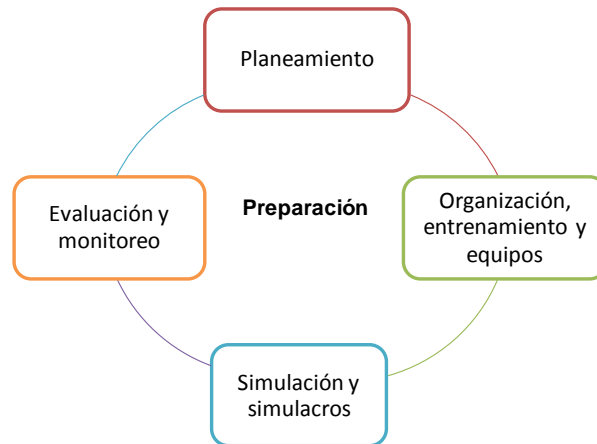 Planeamiento
Evaluación y
monitoreo
Preparación
Organización,
entrenamiento y
equipos
Simulación y
simulacros